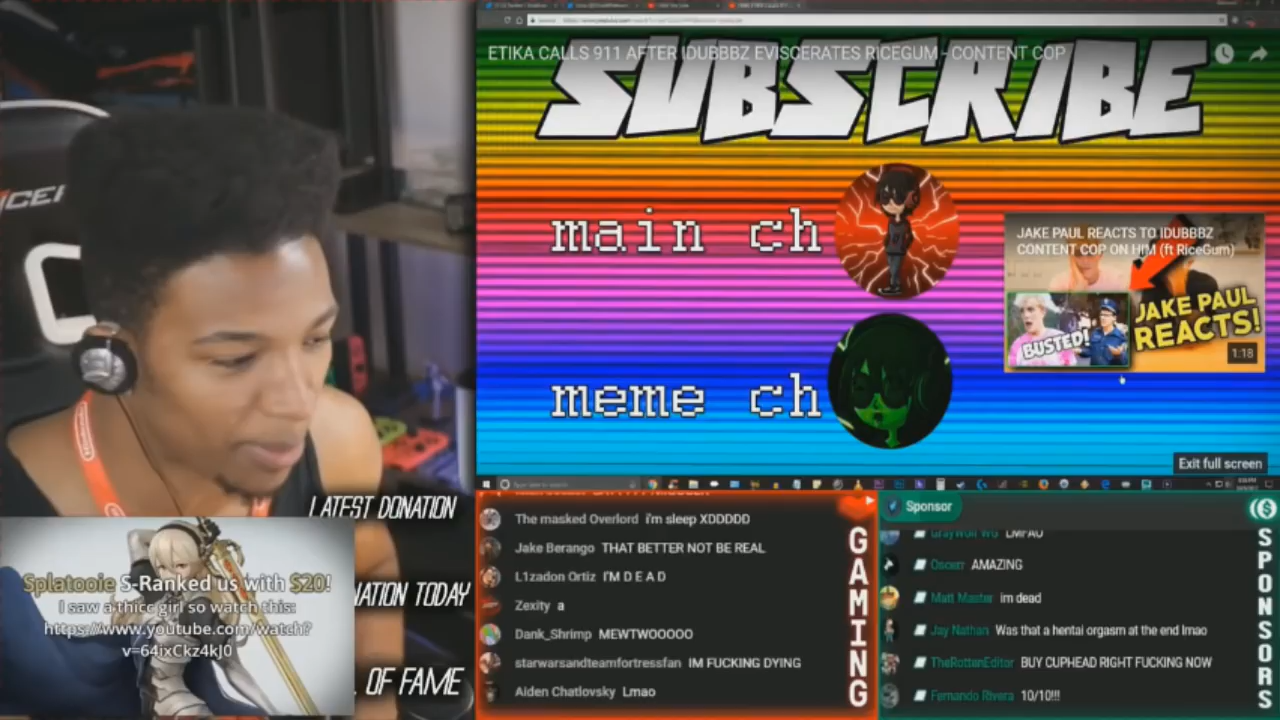 ETIKA CALLS 911 AFTER IDUBBBZ EVISCERATES RICEGUM - CONTENT COP
SUBSCRIBE
main ch
JAKE PAUL REACTS TO IDUBBBZ
CONTENT COP ON HIM (ft RiceGum)
BUSTED!
JAKE PAUL
REACTS!
1:18
meme ch
Exit full screen
LATEST DONATION
Splatooie S-Ranked us with $20!
I saw a thicc girl so watch this:
https://www.youtube.com/watch?
v=64ixCkz4kJ0
NATION TODAY
OF FAME
The masked Overlord i'm sleep XDDDDD
Jake Berango THAT BETTER NOT BE REAL
L1zadon Ortiz I'M D E A D
Zexity a
Dank_Shrimp MEWTWOOOOO
starwarsandteamfortressfan IM FUCKING DYING
Aiden Chatlovsky Lmao
GAMING
Sponsor
GrayWolf Wu LMFAO
Osoerr AMAZING
Matt Master im dead
Jay Nathan Was that a hentai orgasm at the end lmao
TheRottenEditor BUY CUPHEAD RIGHT FUCKING NOW
Fernando Rivera 10/10!!!
SPONSORS